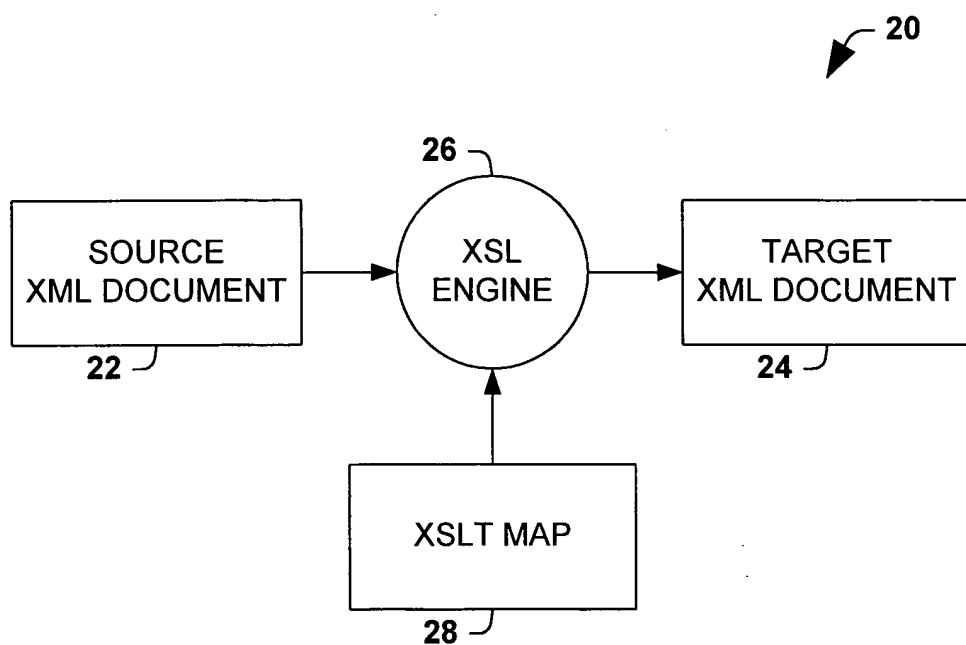 20
26
SOURCE
XML DOCUMENT
22
XSL
ENGINE
TARGET
XML DOCUMENT
24
XSLT MAP
28